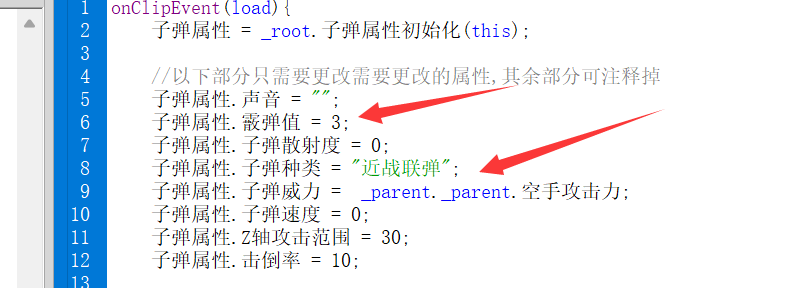 1 onClipEvent(load){
2 子弹属性 = _root.子弹属性初始化(this);
3
4 //以下部分只需要更改需要更改的属性,其余部分可注释掉
5 子弹属性.声音 = "";
6 子弹属性.霰弹值 = 3;
7 子弹属性.子弹散射度 = 0;
8 子弹属性.子弹种类 = "近战联弹";
9 子弹属性.子弹威力 =  _parent._parent.空手攻击力;
10 子弹属性.子弹速度 = 0;
11 子弹属性.Z轴攻击范围 = 30;
12 子弹属性.击倒率 = 10;
13